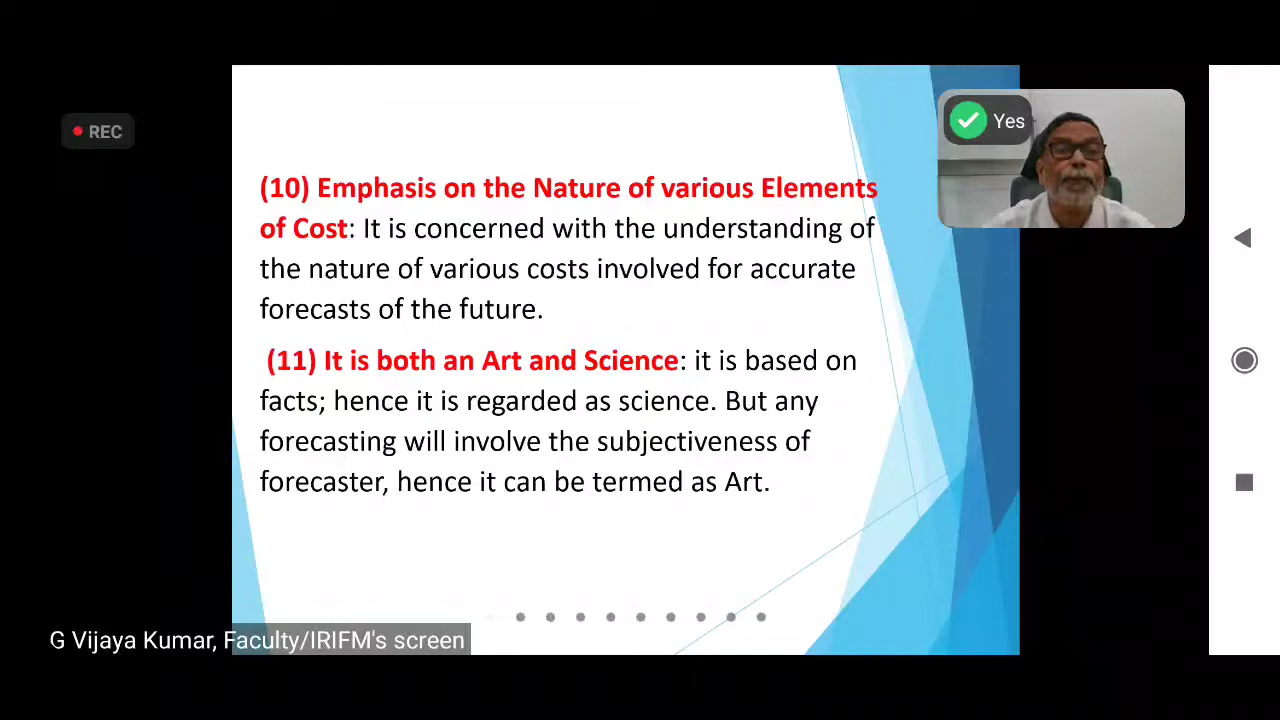 REC
Yes
(10) Emphasis on the Nature of various Elements
of Cost: It is concerned with the understanding of
the nature of various costs involved for accurate
forecasts of the future.
(11) It is both an Art and Science: it is based on
facts; hence it is regarded as science. But any
forecasting will involve the subjectiveness of
forecaster, hence it can be termed as Art.
G Vijaya Kumar, Faculty/IRIFM's screen